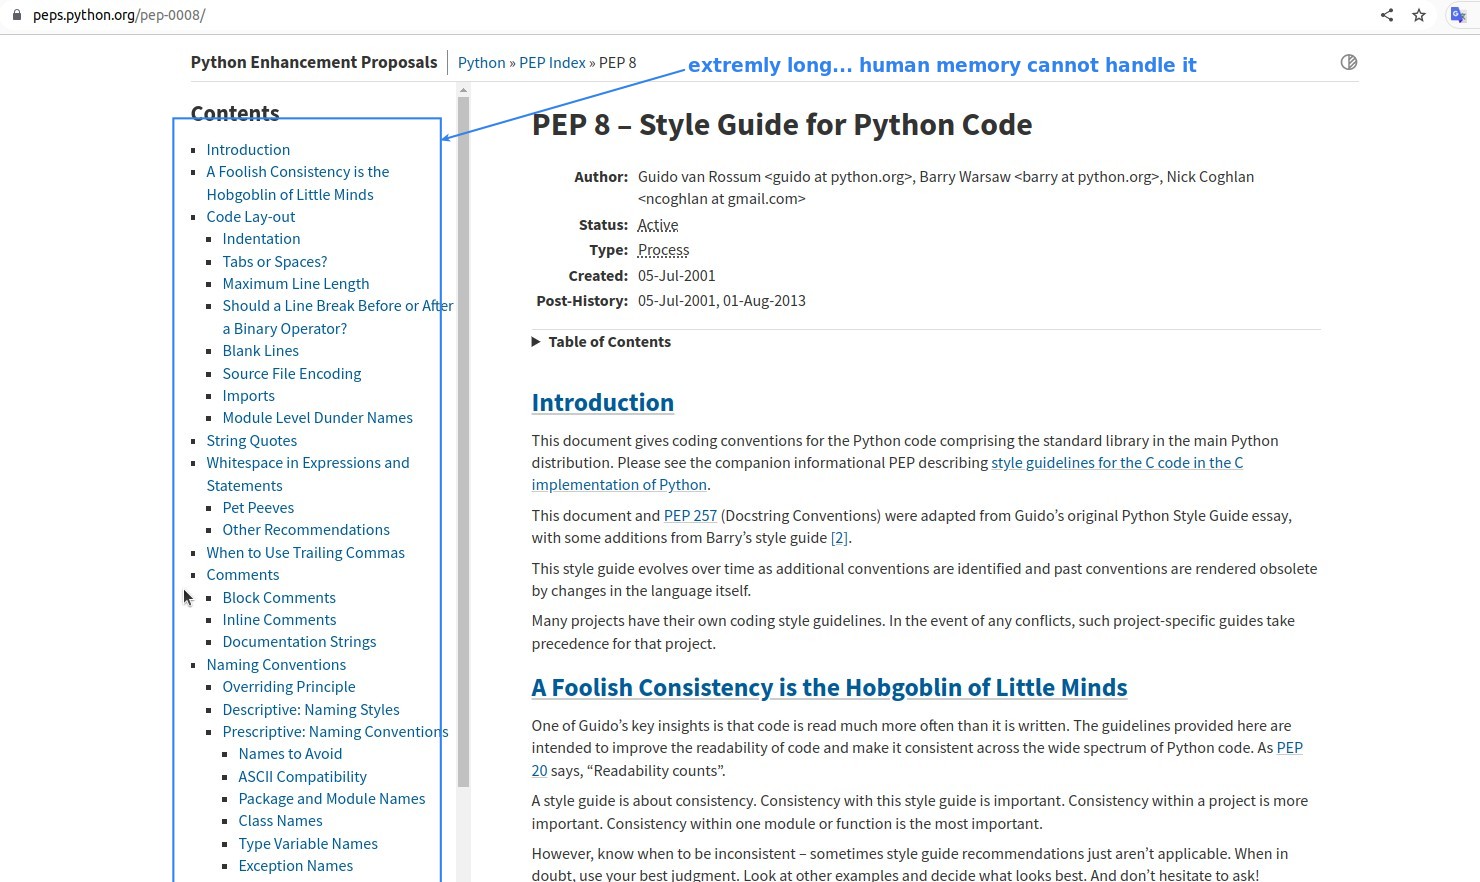 peps.python.org/pep-0008/
Python Enhancement Proposals
Python » PEP Index » PEP 8
extremly long... human memory cannot handle it
Contents
Introduction
A Foolish Consistency is the
Hobgoblin of Little Minds
Code Lay-out
Indentation
Tabs or Spaces?
Maximum Line Length
Should a Line Break Before or After
a Binary Operator?
Blank Lines
Source File Encoding
Imports
Module Level Dunder Names
String Quotes
Whitespace in Expressions and
Statements
Pet Peeves
Other Recommendations
When to Use Trailing Commas
Comments
Block Comments
Inline Comments
Documentation Strings
Naming Conventions
Overriding Principle
Descriptive: Naming Styles
Prescriptive: Naming Conventions
Names to Avoid
ASCII Compatibility
Package and Module Names
Class Names
Type Variable Names
Exception Names
PEP 8 – Style Guide for Python Code
Author: Guido van Rossum <guido at python.org>, Barry Warsaw <barry at python.org>, Nick Coghlan
<ncoghlan at gmail.com>
Status: Active
Type: Process
Created: 05-Jul-2001
Post-History: 05-Jul-2001, 01-Aug-2013
Table of Contents
Introduction
This document gives coding conventions for the Python code comprising the standard library in the main Python
distribution. Please see the companion informational PEP describing style guidelines for the C code in the C
implementation of Python.
This document and PEP 257 (Docstring Conventions) were adapted from Guido’s original Python Style Guide essay,
with some additions from Barry’s style guide [2].
This style guide evolves over time as additional conventions are identified and past conventions are rendered obsolete
by changes in the language itself.
Many projects have their own coding style guidelines. In the event of any conflicts, such project-specific guides take
precedence for that project.
A Foolish Consistency is the Hobgoblin of Little Minds
One of Guido’s key insights is that code is read much more often than it is written. The guidelines provided here are
intended to improve the readability of code and make it consistent across the wide spectrum of Python code. As PEP
20 says, “Readability counts”.
A style guide is about consistency. Consistency with this style guide is important. Consistency within a project is more
important. Consistency within one module or function is the most important.
However, know when to be inconsistent – sometimes style guide recommendations just aren’t applicable. When in
doubt, use your best judgment. Look at other examples and decide what looks best. And don’t hesitate to ask!